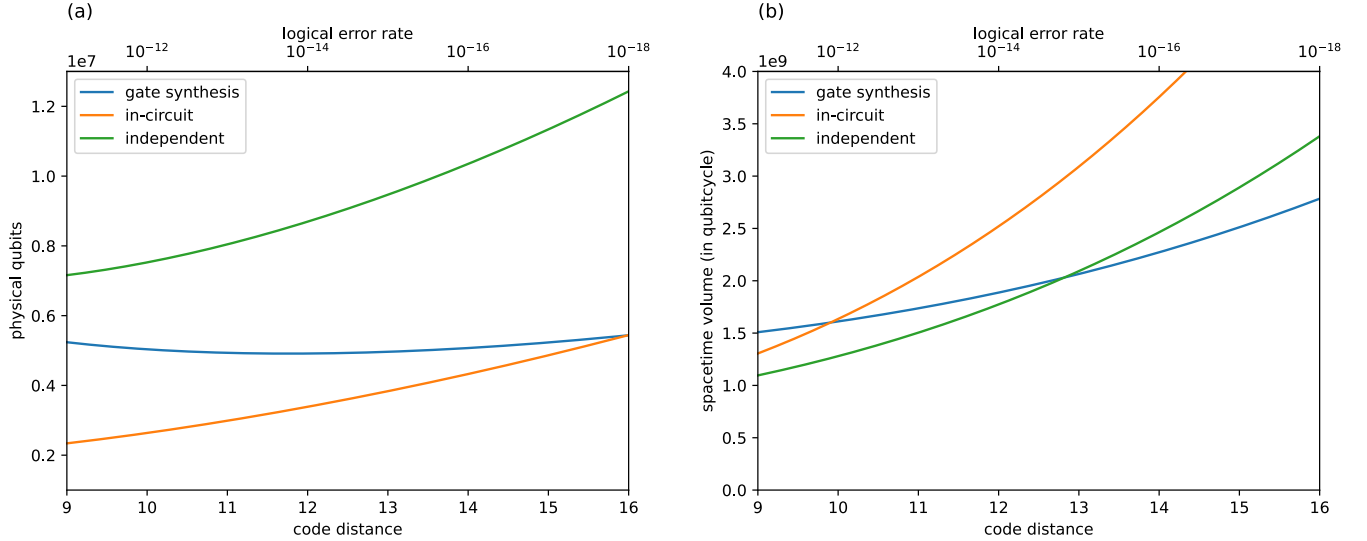 (a)
logical error rate
10⁻¹² 10⁻¹⁴ 10⁻¹⁶ 10⁻¹⁸
1e7
gate synthesis
in-circuit
independent
1.2
1.0
0.8
0.6
0.4
0.2
physical qubits
9 10 11 12 13 14 15 16
code distance
(b)
logical error rate
10⁻¹² 10⁻¹⁴ 10⁻¹⁶ 10⁻¹⁸
1e9
gate synthesis
in-circuit
independent
4.0
3.5
3.0
2.5
2.0
1.5
1.0
0.5
0.0
spacetime volume (in qubitcycle)
9 10 11 12 13 14 15 16
code distance